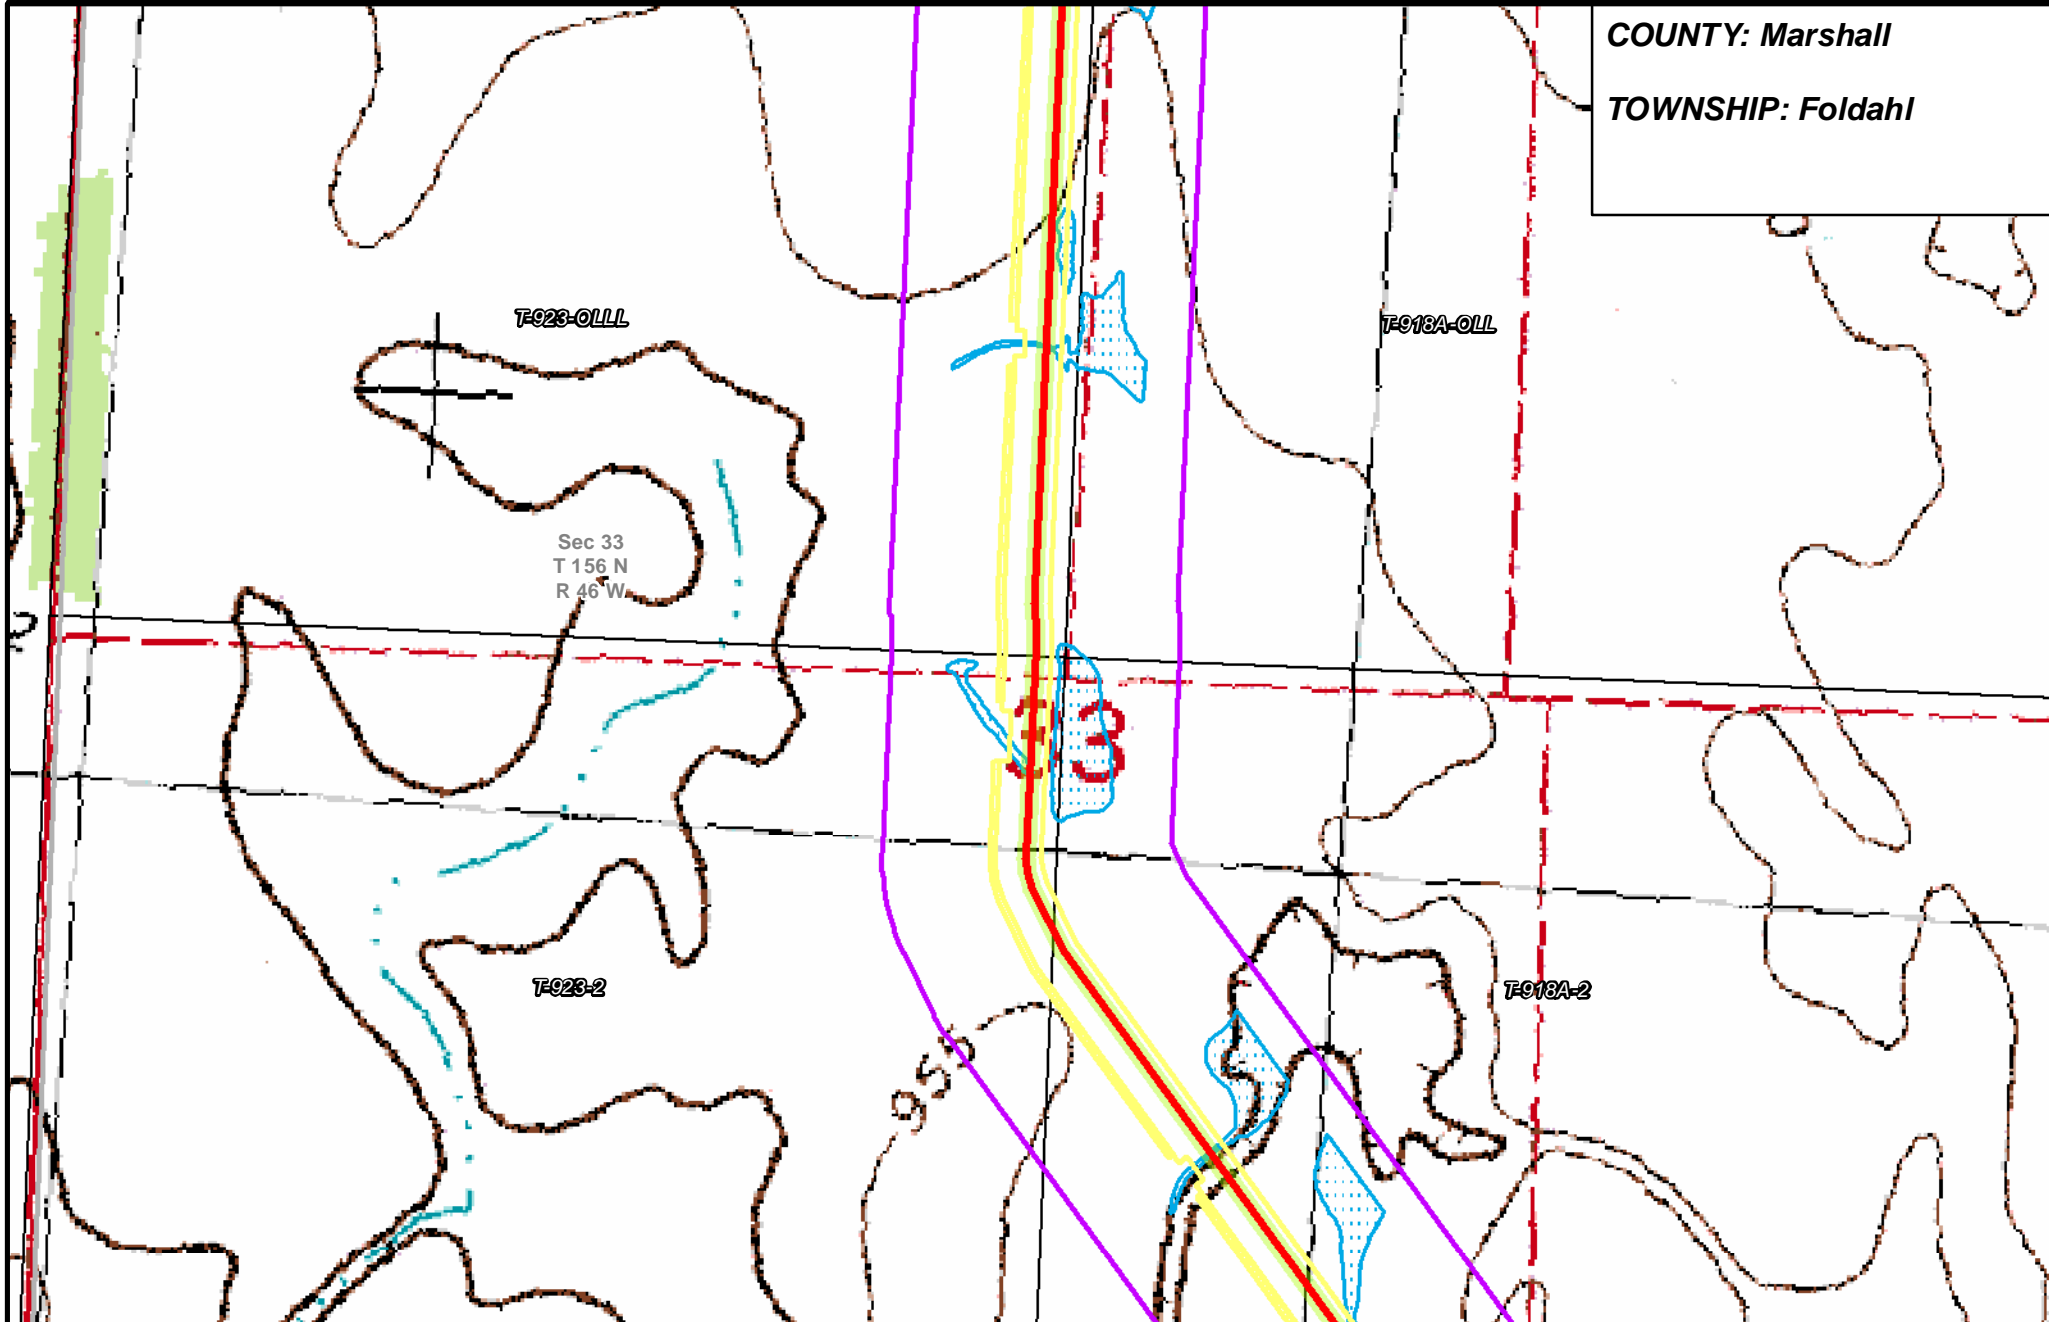 COUNTY: Marshall
TOWNSHIP: Foldahl
T-923-OLLL
T-918A-OLL
Sec 33
T 156 N
R 46 W
33
T-923-2
T-918A-2
955